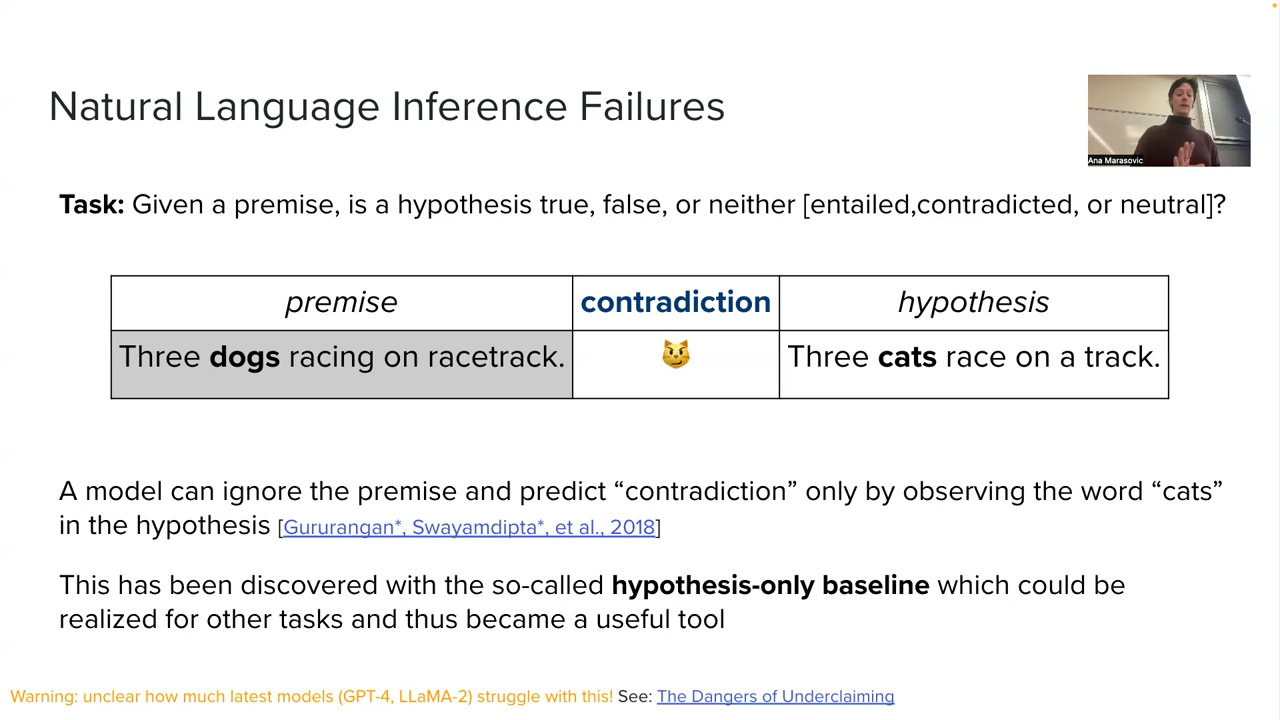 Natural Language Inference Failures
Ana Marasovic
Task: Given a premise, is a hypothesis true, false, or neither [entailed,contradicted, or neutral]?
premise contradiction hypothesis
Three dogs racing on racetrack. 😼 Three cats race on a track.
A model can ignore the premise and predict “contradiction” only by observing the word “cats”
in the hypothesis [Gururangan*, Swayamdipta*, et al., 2018]
This has been discovered with the so-called hypothesis-only baseline which could be
realized for other tasks and thus became a useful tool
Warning: unclear how much latest models (GPT-4, LLaMA-2) struggle with this! See: The Dangers of Underclaiming